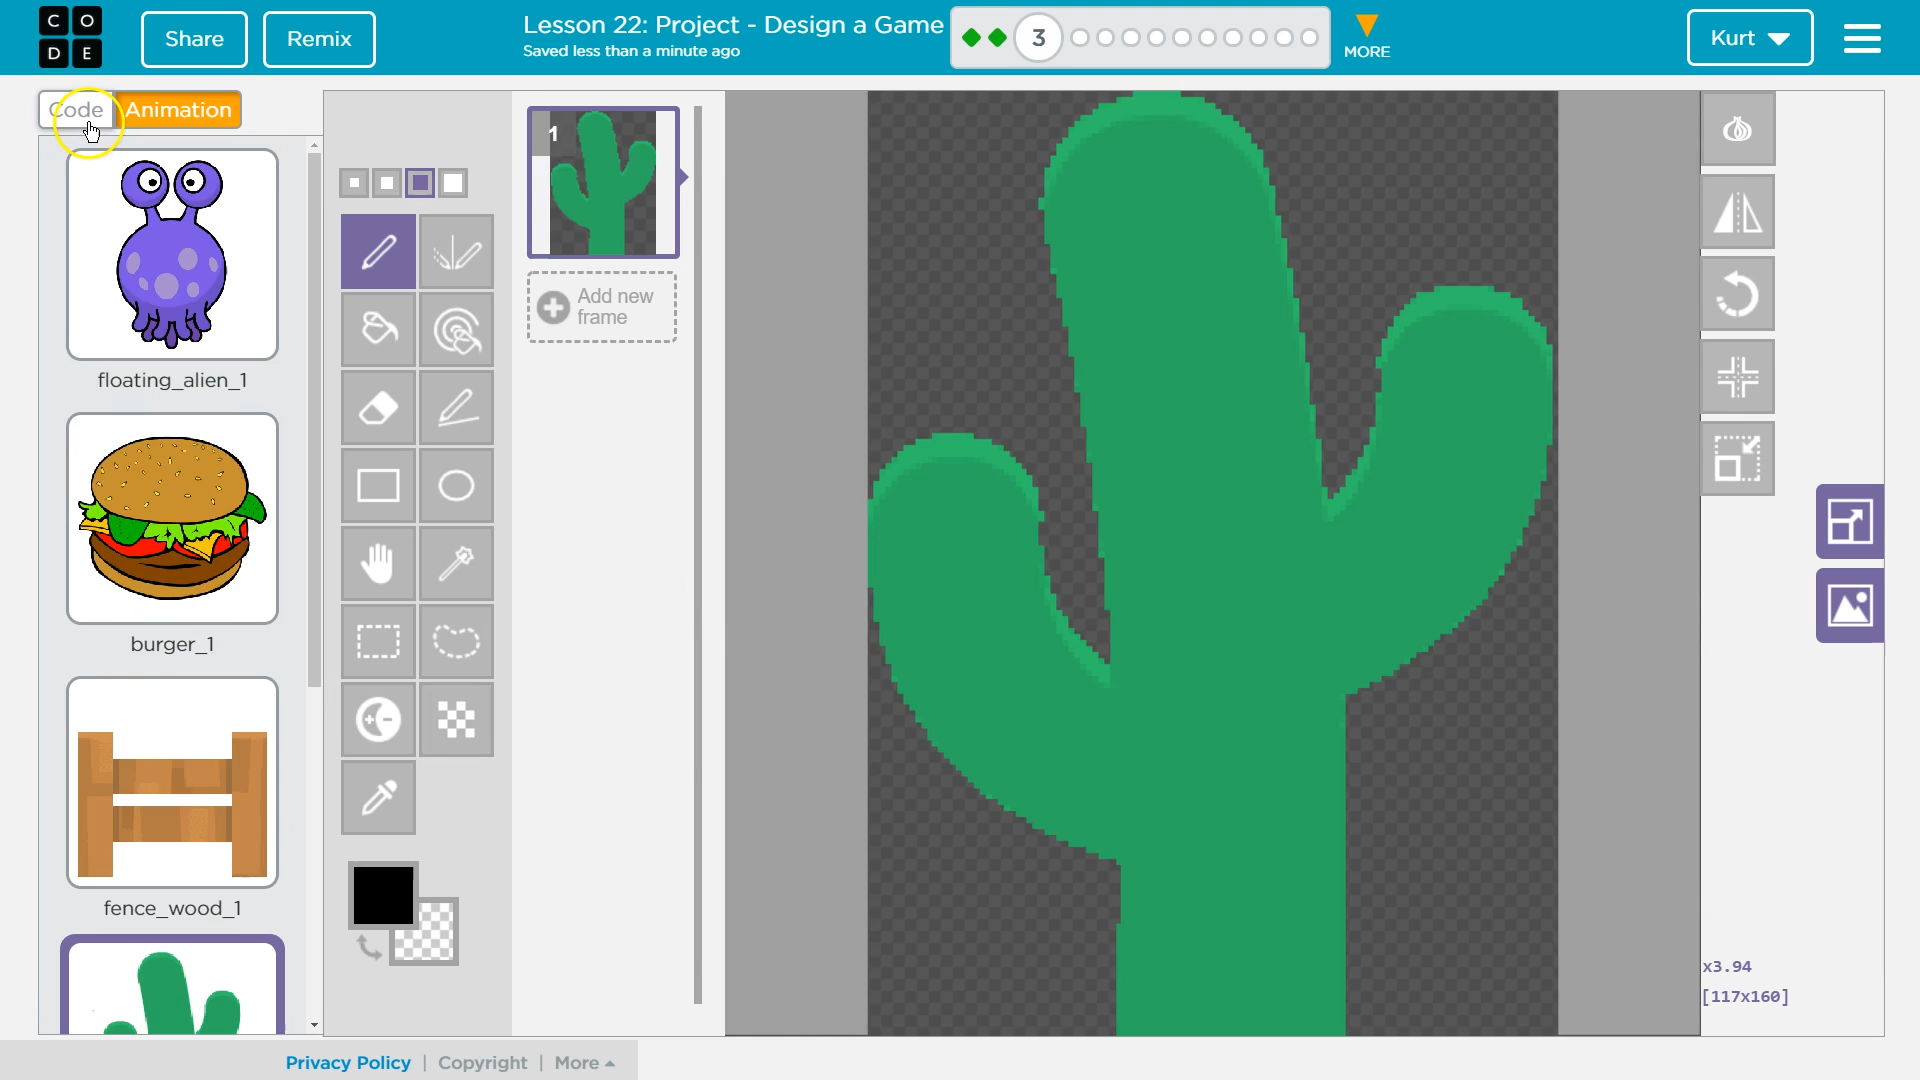 C O
D E
Share
Remix
Lesson 22: Project - Design a Game
Saved less than a minute ago
3
MORE
Kurt
Code
Animation
floating_alien_1
burger_1
fence_wood_1
1
Add new
frame
x3.94
[117x160]
Privacy Policy | Copyright | More